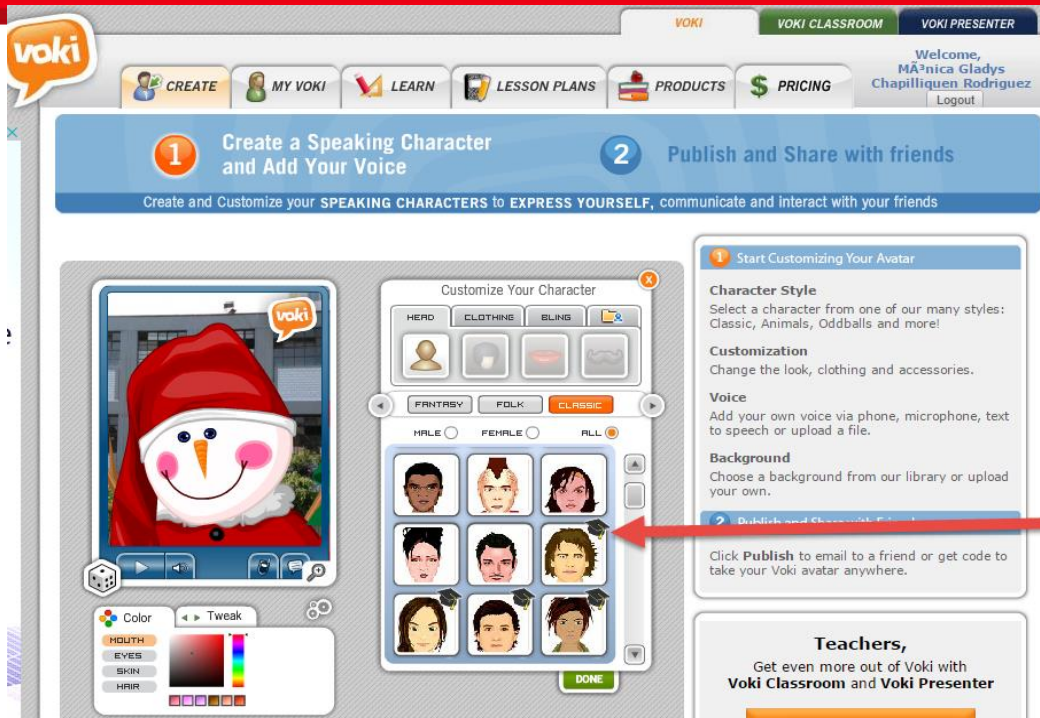 VOKI
VOKI CLASSROOM
VOKI PRESENTER
voki
CREATE
MY VOKI
LEARN
LESSON PLANS
PRODUCTS
$ PRICING
Welcome,
MÃ³nica Gladys
Chapilliquen Rodriguez
Logout
1 Create a Speaking Character
and Add Your Voice
2 Publish and Share with friends
Create and Customize your SPEAKING CHARACTERS to EXPRESS YOURSELF, communicate and interact with your friends
voki
Customize Your Character
X
HEAD
CLOTHING
BLING
FANTASY
FOLK
CLASSIC
MALE
FEMALE
ALL
DONE
Color
Tweak
MOUTH
EYES
SKIN
HAIR
1 Start Customizing Your Avatar
Character Style
Select a character from one of our many styles:
Classic, Animals, Oddballs and more!
Customization
Change the look, clothing and accessories.
Voice
Add your own voice via phone, microphone, text
to speech or upload a file.
Background
Choose a background from our library or upload
your own.
2 Publish and Share with
Click Publish to email to a friend or get code to
take your Voki avatar anywhere.
Teachers,
Get even more out of Voki with
Voki Classroom and Voki Presenter